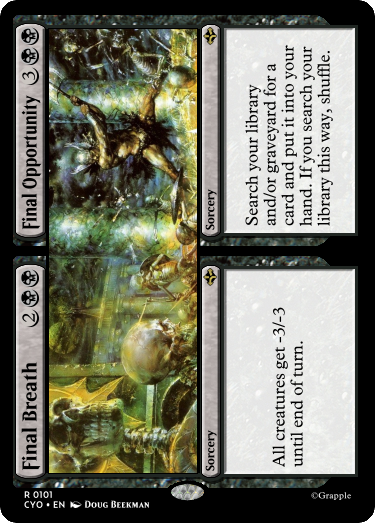 Final Breath
2
Sorcery
All creatures get -3/-3
until end of turn.
Final Opportunity
3
Sorcery
Search your library
and/or graveyard for a
card and put it into your
hand. If you search your
library this way, shuffle.
R 0101
CYO • EN DOUG BEEKMAN
©Grapple